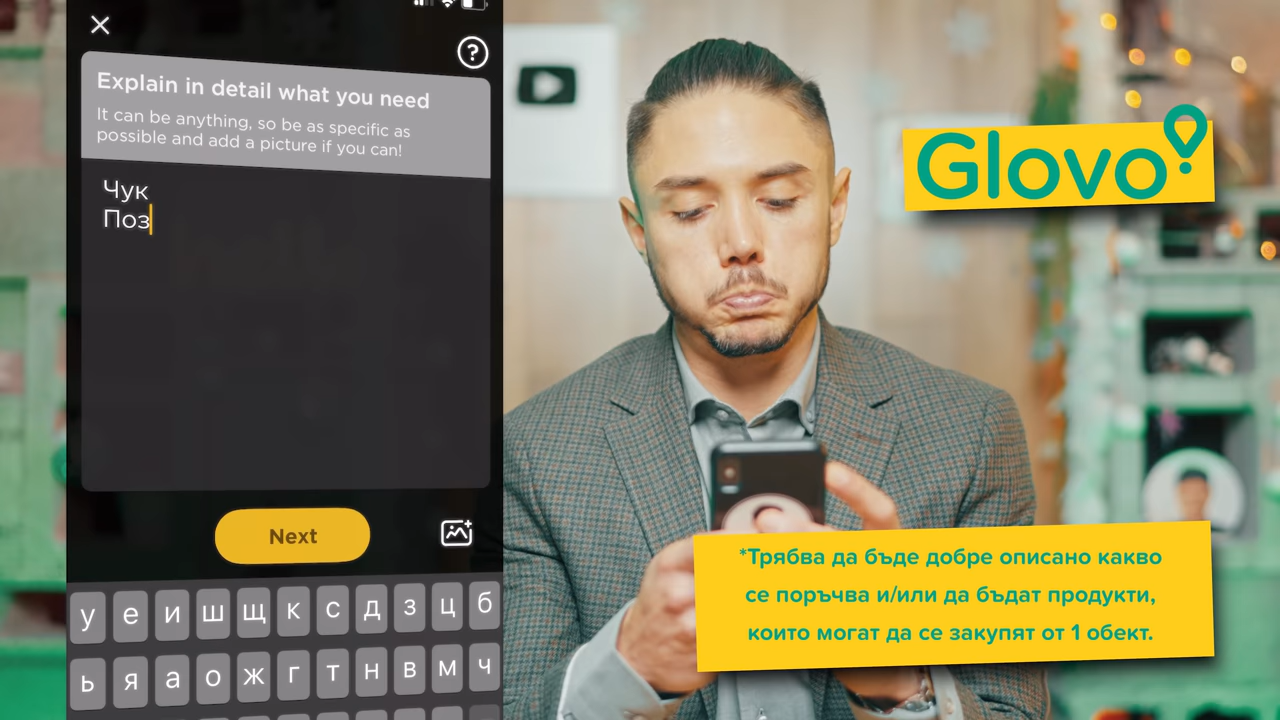 Explain in detail what you need
It can be anything, so be as specific as
possible and add a picture if you can!
Чук
Поз
Next
у е и ш щ к с д з ц б
ь я а о ж г т н в м ч
Glovo
*Трябва да бъде добре описано какво
се поръчва и/или да бъдат продукти,
които могат да се закупят от 1 обект.